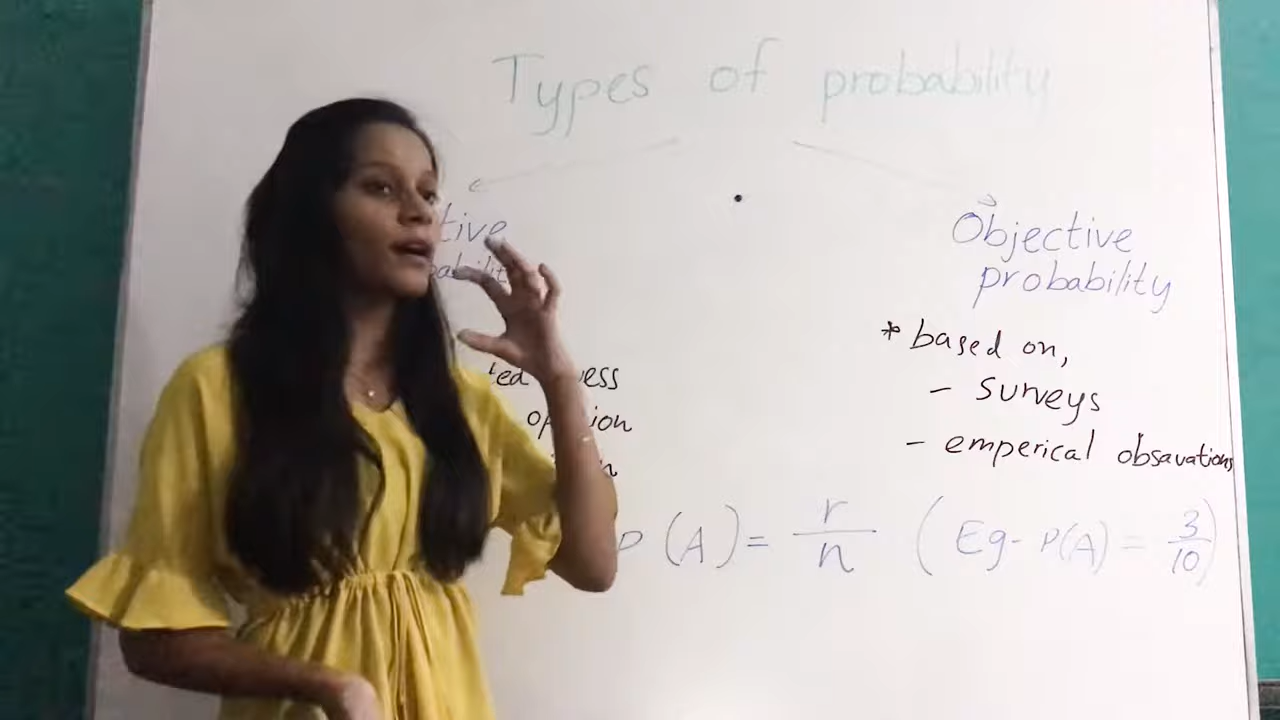 Types of probability
tive
Objective
probability
* based on,
- surveys
- emperical obsavations
P(A) = r/n (Eg- P(A) = 3/10)